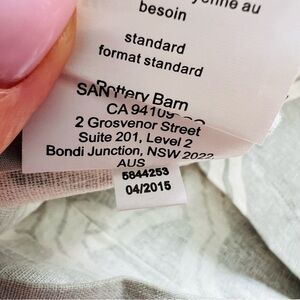 au
besoin
standard
format standard
Pottery Barn
SAN
CA 94109
2 Grosvenor Street
Suite 201, Level 2
Bondi Junction, NSW 2022
AUS
5844253
04/2015